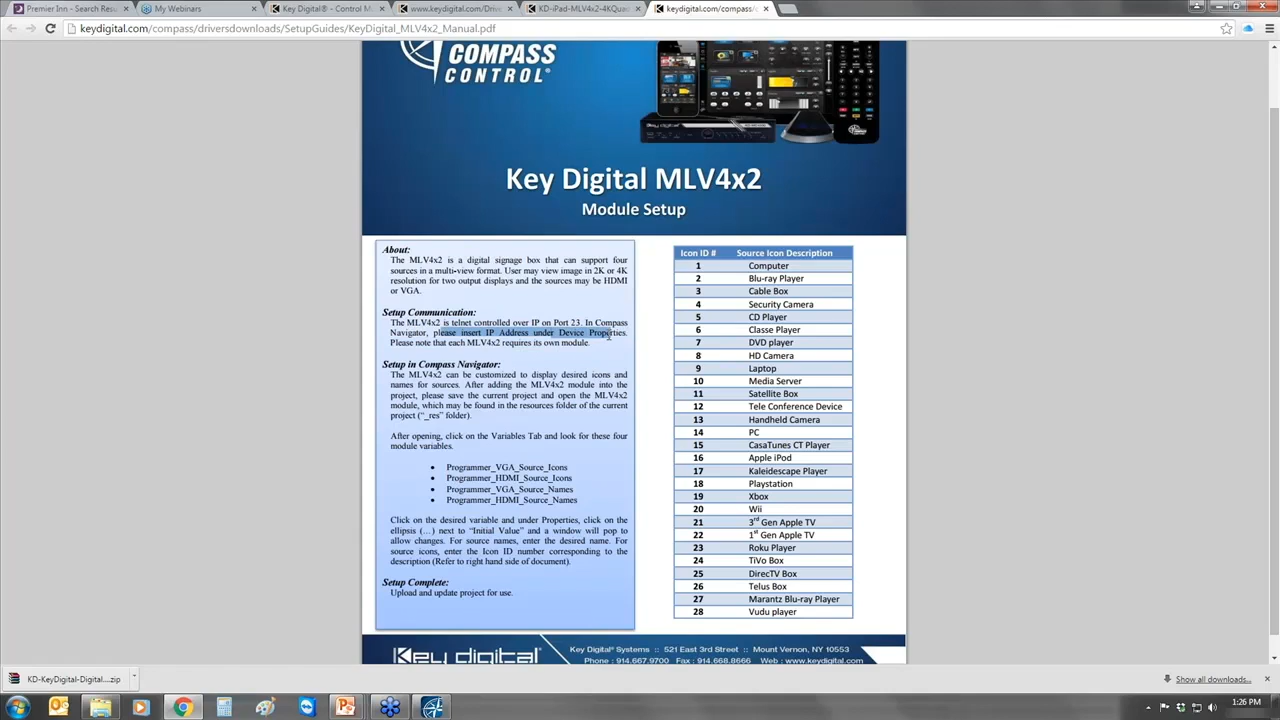 Premier Inn - Search Resu
My Webinars
Key Digital® - Control M
www.keydigital.com/Drive
KD-iPad-MLV4x2-4KQuad
keydigital.com/compass/d
keydigital.com/compass/driversdownloads/SetupGuides/KeyDigital_MLV4x2_Manual.pdf
COMPASS
CONTROL®
Key Digital MLV4x2
Module Setup
About:
The MLV4x2 is a digital signage box that can support four
sources in a multi-view format. User may view image in 2K or 4K
resolution for two output displays and the sources may be HDMI
or VGA.
Setup Communication:
The MLV4x2 is telnet controlled over IP on Port 23. In Compass
Navigator, please insert IP Address under Device Properties.
Please note that each MLV4x2 requires its own module.
Setup in Compass Navigator:
The MLV4x2 can be customized to display desired icons and
names for sources. After adding the MLV4x2 module into the
project, please save the current project and open the MLV4x2
module, which may be found in the resources folder of the current
project ("_res" folder).
After opening, click on the Variables Tab and look for these four
module variables.
• Programmer_VGA_Source_Icons
• Programmer_HDMI_Source_Icons
• Programmer_VGA_Source_Names
• Programmer_HDMI_Source_Names
Click on the desired variable and under Properties, click on the
ellipsis (…) next to "Initial Value" and a window will pop to
allow changes. For source names, enter the desired name. For
source icons, enter the Icon ID number corresponding to the
description (Refer to right hand side of document).
Setup Complete:
Upload and update project for use.
Icon ID # Source Icon Description
1 Computer
2 Blu-ray Player
3 Cable Box
4 Security Camera
5 CD Player
6 Classe Player
7 DVD player
8 HD Camera
9 Laptop
10 Media Server
11 Satellite Box
12 Tele Conference Device
13 Handheld Camera
14 PC
15 CasaTunes CT Player
16 Apple iPod
17 Kaleidescape Player
18 Playstation
19 Xbox
20 Wii
21 3rd Gen Apple TV
22 1st Gen Apple TV
23 Roku Player
24 TiVo Box
25 DirecTV Box
26 Telus Box
27 Marantz Blu-ray Player
28 Vudu player
Key digital
Key Digital® Systems :: 521 East 3rd Street :: Mount Vernon, NY 10553
Phone : 914.667.9700 Fax : 914.668.8666 Web : www.keydigital.com
KD-KeyDigital-Digital....zip
Show all downloads...
1:26 PM